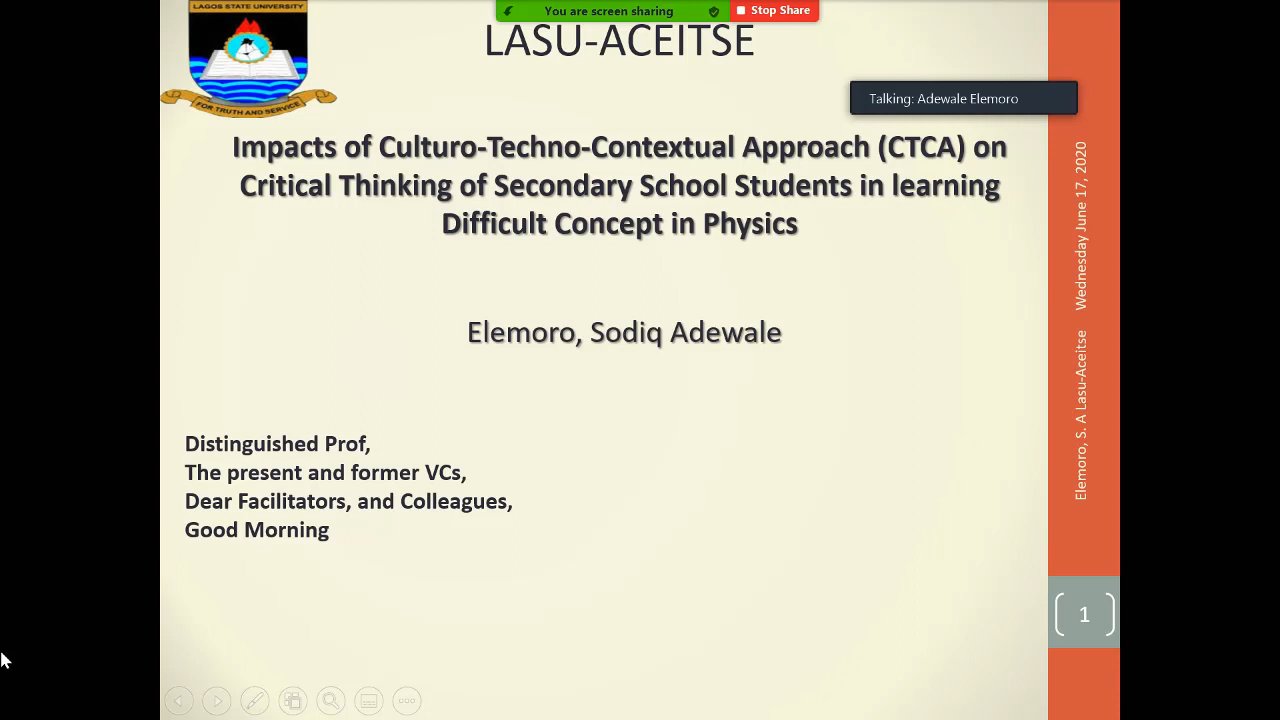 LAGOS STATE UNIVERSITY
FOR TRUTH AND SERVICE
You are screen sharing
Stop Share
LASU-ACEITSE
Talking: Adewale Elemoro
Impacts of Culturo-Techno-Contextual Approach (CTCA) on
Critical Thinking of Secondary School Students in learning
Difficult Concept in Physics
Elemoro, Sodiq Adewale
Distinguished Prof,
The present and former VCs,
Dear Facilitators, and Colleagues,
Good Morning
Elemoro, S. A Lasu-Aceitse Wednesday June 17, 2020
1